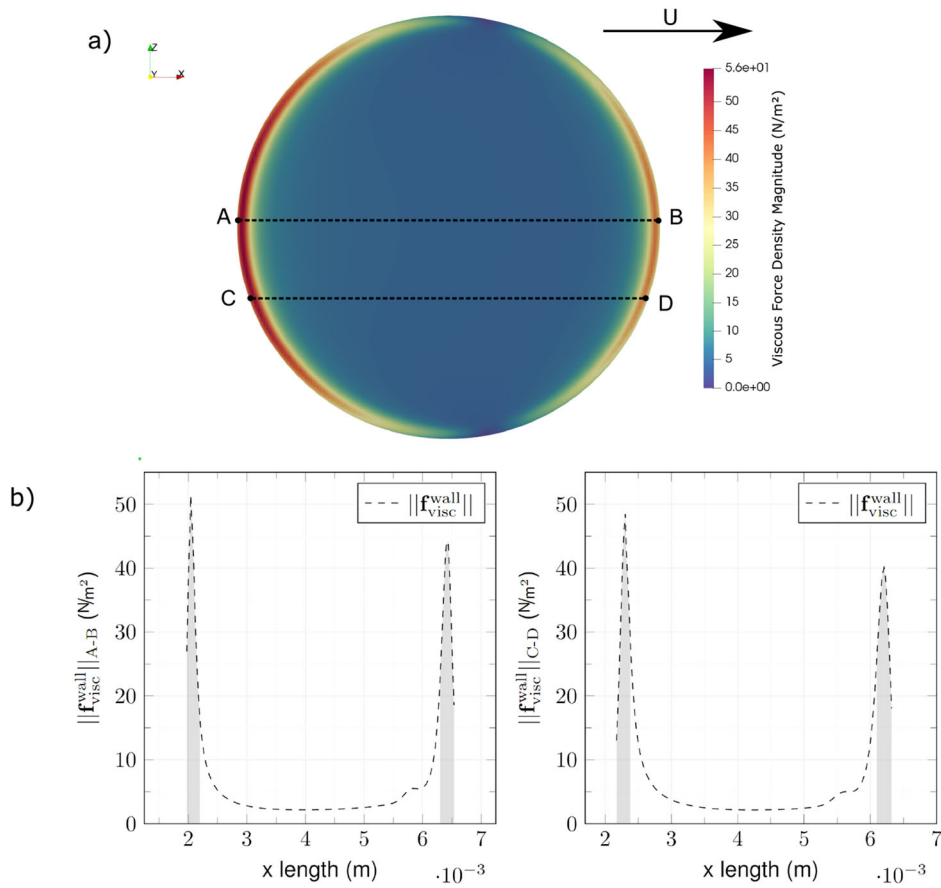 a)
U
Z
Y
X
A
B
C
D
5.6e+01
50
45
40
35
30
25
20
15
10
5
0.0e+00
Viscous Force Density Magnitude (N/m²)
b)
||f_visc^wall||
50
40
30
20
10
0
||f_visc^wall||_A-B (N/m²)
2 3 4 5 6 7
·10⁻³
x length (m)
||f_visc^wall||
50
40
30
20
10
0
||f_visc^wall||_C-D (N/m²)
2 3 4 5 6 7
·10⁻³
x length (m)